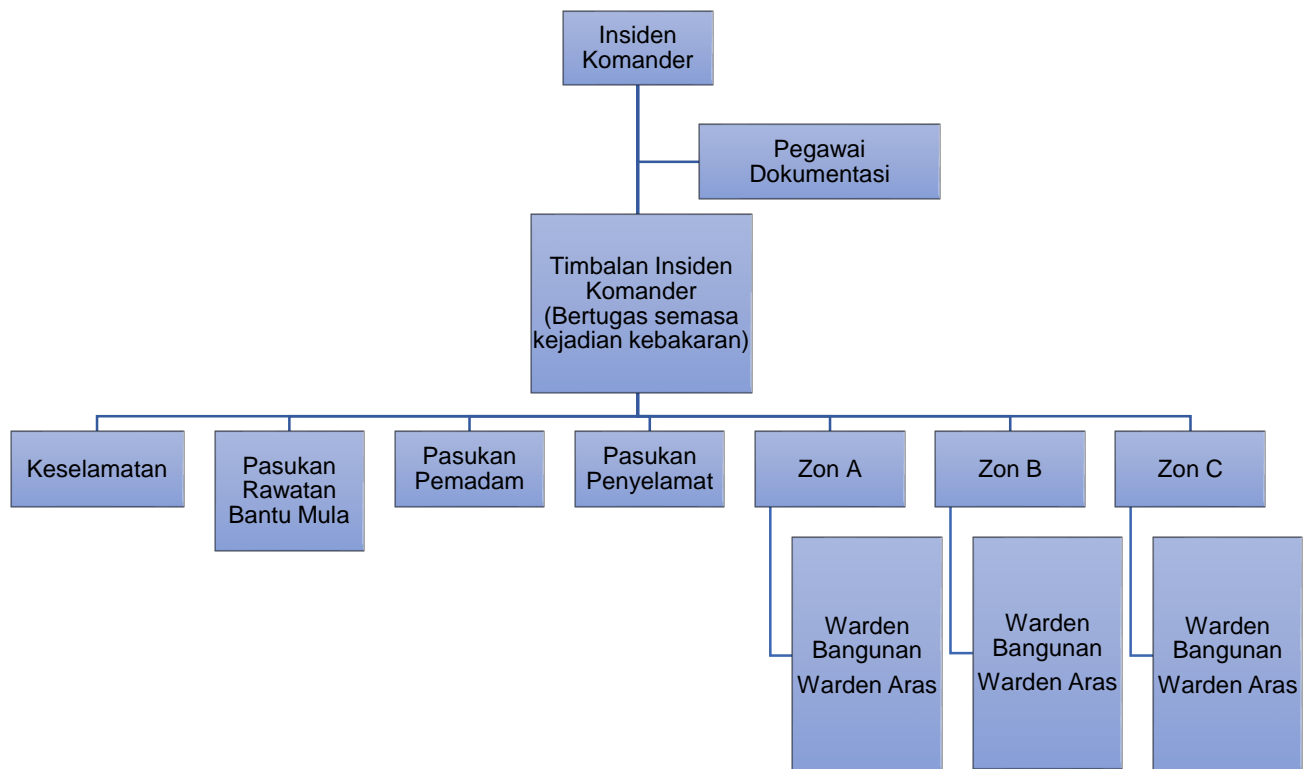 Insiden
Komander
Pegawai
Dokumentasi
Timbalan Insiden
Komander
(Bertugas semasa
kejadian kebakaran)
Keselamatan
Pasukan
Rawatan
Bantu Mula
Pasukan
Pemadam
Pasukan
Penyelamat
Zon A
Zon B
Zon C
Warden
Bangunan
Warden Aras
Warden
Bangunan
Warden Aras
Warden
Bangunan
Warden Aras